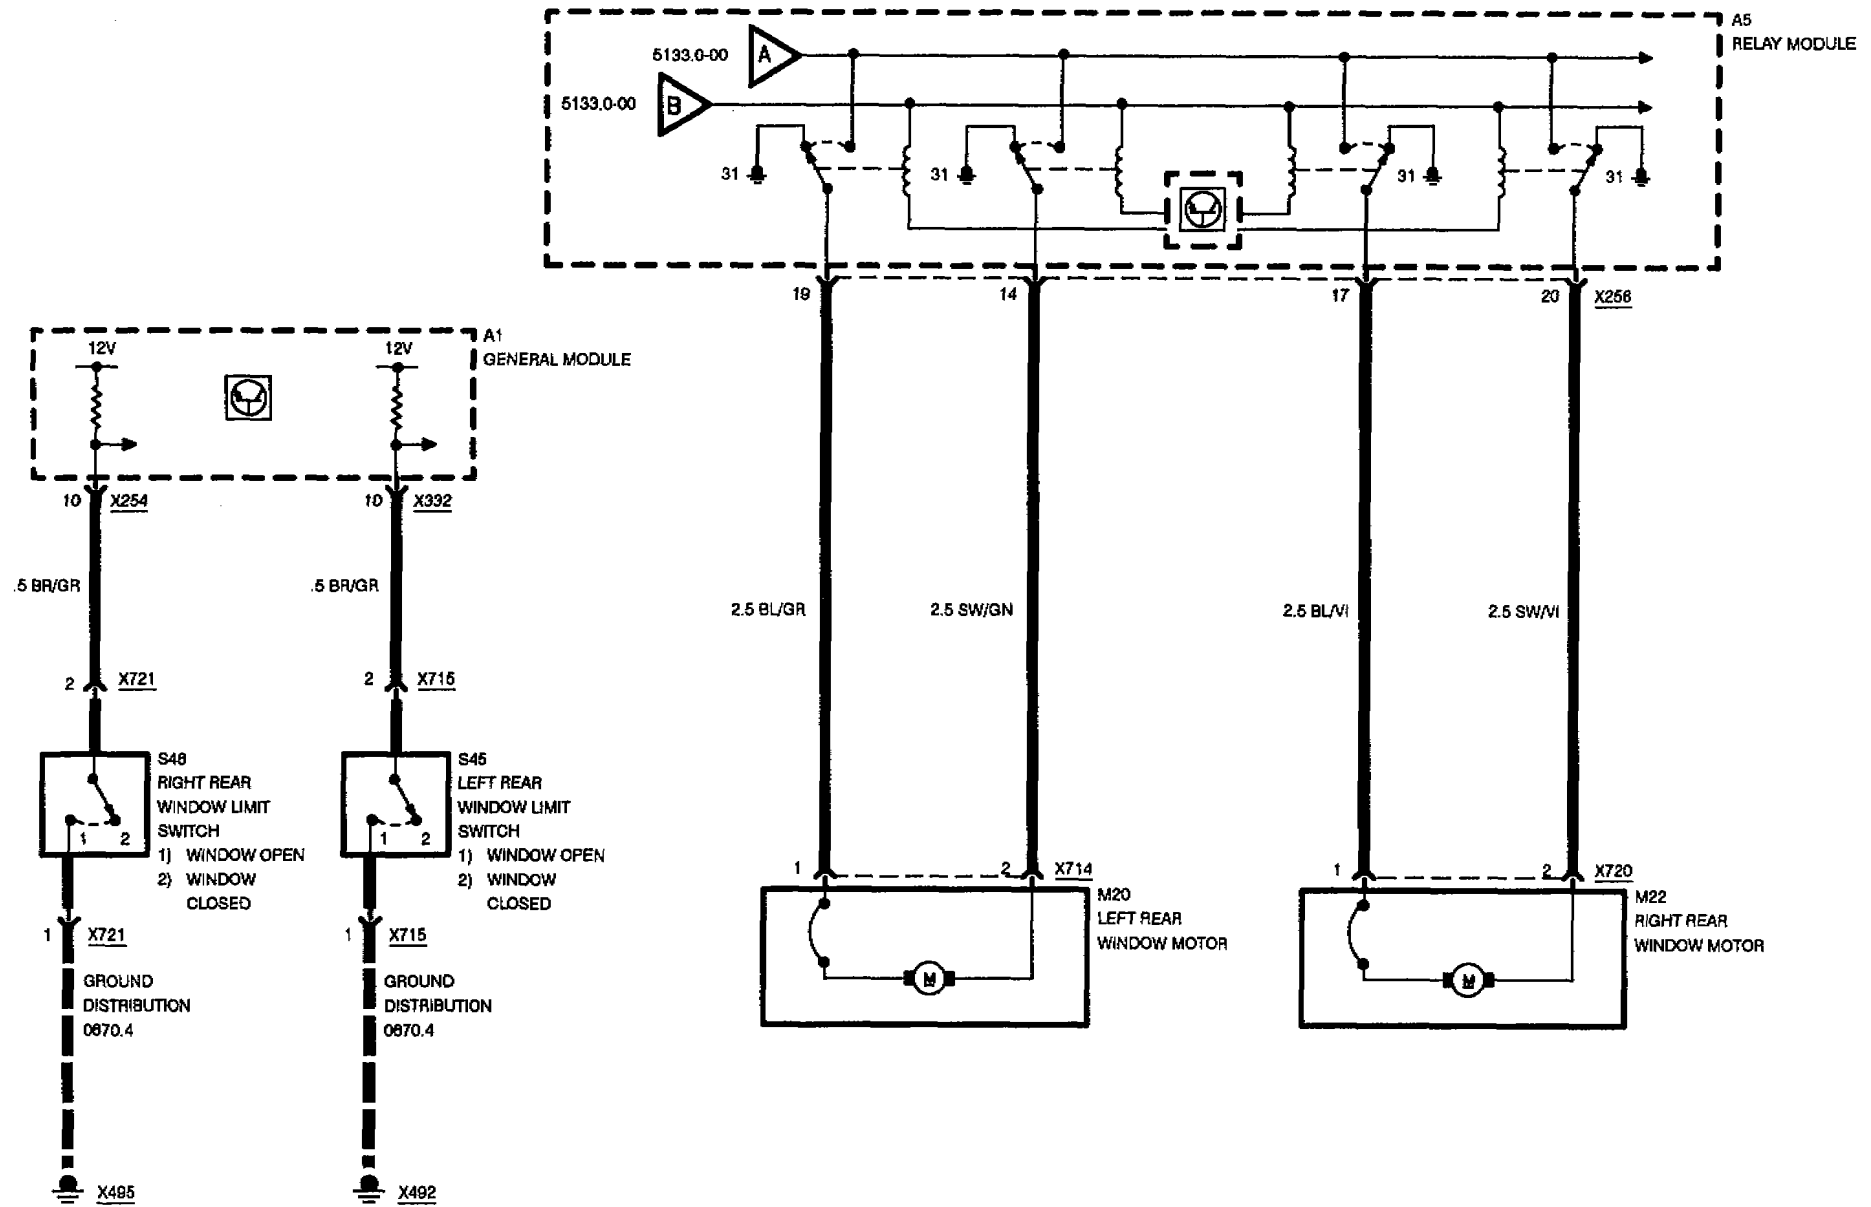 A5
RELAY MODULE
5133.0-00
A
5133.0-00
B
31
31
31
31
19
14
17
20
X256
A1
GENERAL MODULE
12V
12V
10
X254
10
X332
.5 BR/GR
.5 BR/GR
2.5 BL/GR
2.5 SW/GN
2.5 BL/VI
2.5 SW/VI
2
X721
2
X715
S46
RIGHT REAR
WINDOW LIMIT
SWITCH
1) WINDOW OPEN
2) WINDOW
CLOSED
1
2
S45
LEFT REAR
WINDOW LIMIT
SWITCH
1) WINDOW OPEN
2) WINDOW
CLOSED
1
2
1
2
X714
1
2
X720
M20
LEFT REAR
WINDOW MOTOR
M
M22
RIGHT REAR
WINDOW MOTOR
M
1
X721
1
X715
GROUND
DISTRIBUTION
0670.4
GROUND
DISTRIBUTION
0670.4
X495
X492